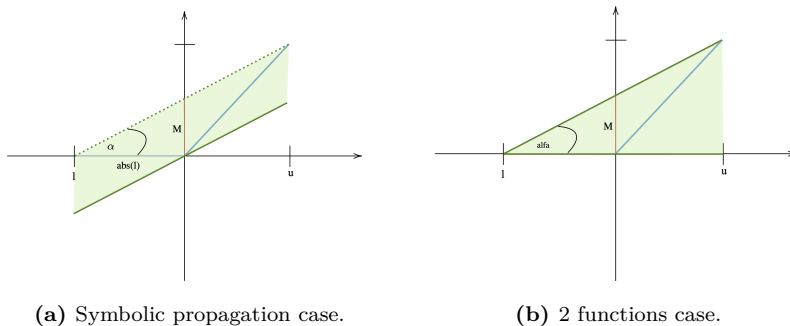 M
α
abs(l)
l
u
M
alfa
l
u
(a) Symbolic propagation case.
(b) 2 functions case.